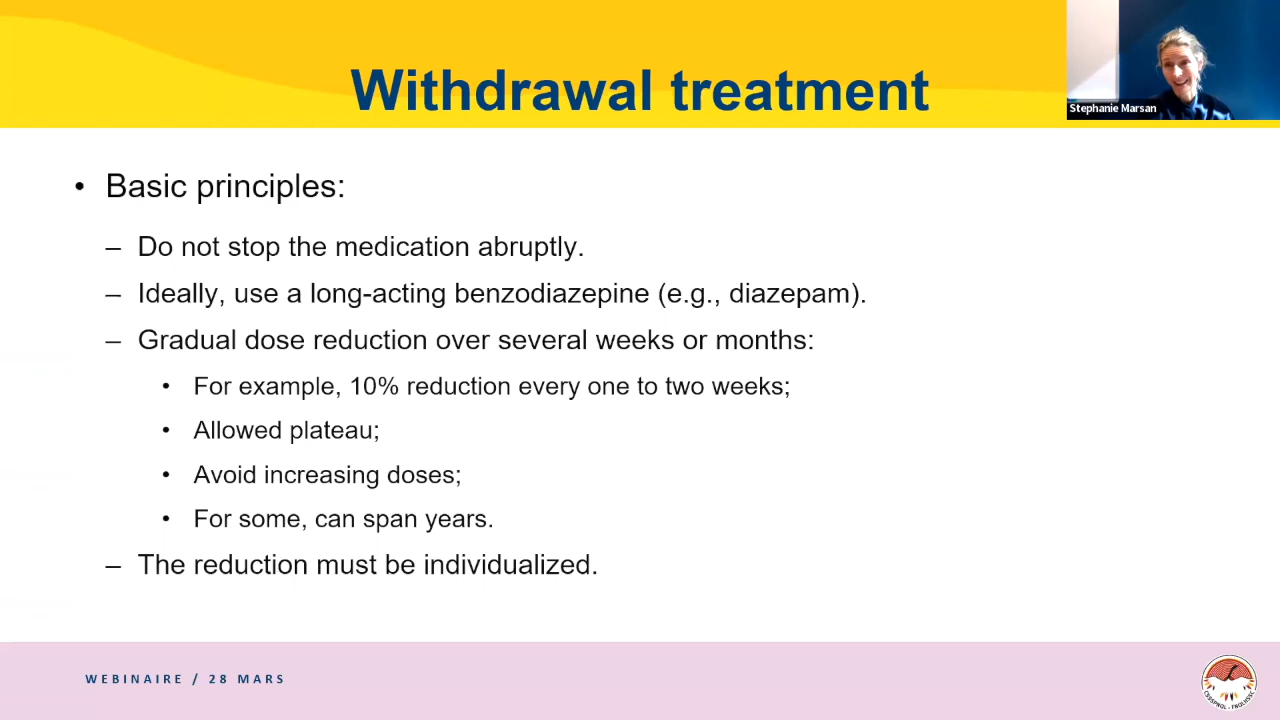 Withdrawal treatment
Stephanie Marsan
• Basic principles:
– Do not stop the medication abruptly.
– Ideally, use a long-acting benzodiazepine (e.g., diazepam).
– Gradual dose reduction over several weeks or months:
• For example, 10% reduction every one to two weeks;
• Allowed plateau;
• Avoid increasing doses;
• For some, can span years.
– The reduction must be individualized.
WEBINAIRE / 28 MARS